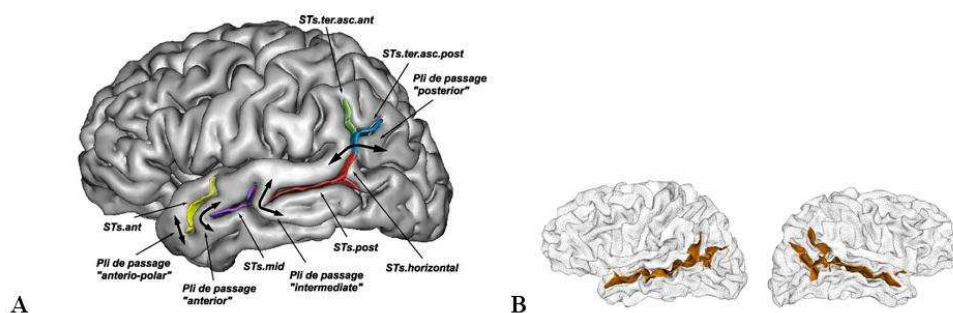 STs.ter.asc.ant
STs.ter.asc.post
Pli de passage
"posterior"
STs.ant
Pli de passage
"anterio-polar"
Pli de passage
"anterior"
STs.mid
Pli de passage
"intermediate"
STs.post
STs.horizontal
A
B